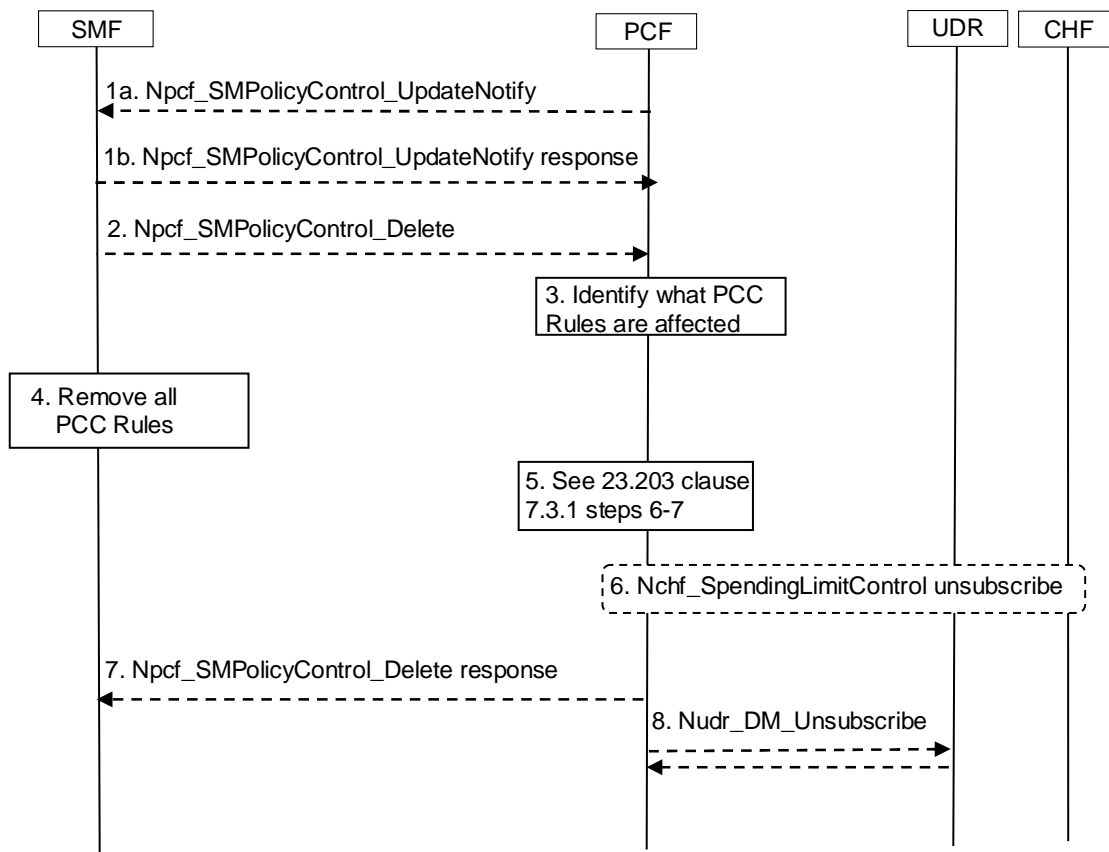 SMF
PCF
UDR
CHF
1a. Npcf_SMPolicyControl_UpdateNotify
1b. Npcf_SMPolicyControl_UpdateNotify response
2. Npcf_SMPolicyControl_Delete
3. Identify what PCC
Rules are affected
4. Remove all
PCC Rules
5. See 23.203 clause
7.3.1 steps 6-7
6. Nchf_SpendingLimitControl unsubscribe
7. Npcf_SMPolicyControl_Delete response
8. Nudr_DM_Unsubscribe